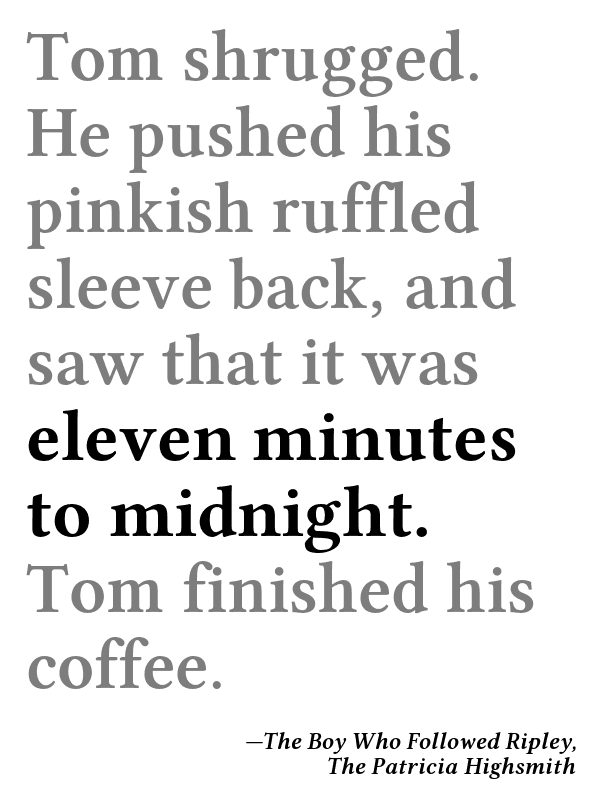 Tom shrugged.
He pushed his
pinkish ruffled
sleeve back, and
saw that it was
eleven minutes
to midnight.
Tom finished his
coffee.
—The Boy Who Followed Ripley,
The Patricia Highsmith